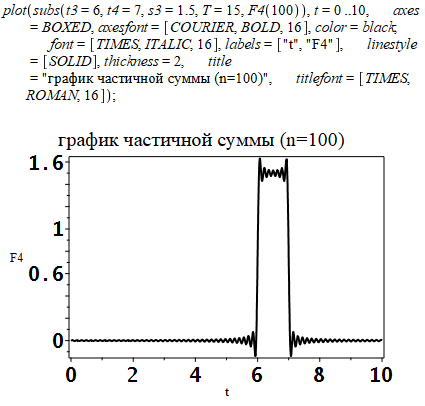 plot(subs(t3 = 6, t4 = 7, s3 = 1.5, T = 15, F4(100)), t = 0 ..10, axes
= BOXED, axesfont = [COURIER, BOLD, 16], color = black,
font = [TIMES, ITALIC, 16], labels = ["t", "F4"], linestyle
= [SOLID], thickness = 2, title
= "график частичной суммы (n=100)", titlefont = [TIMES,
ROMAN, 16]);
график частичной суммы (n=100)
1.6
1
F4
0.6
0
0 2 4 6 8 10
t